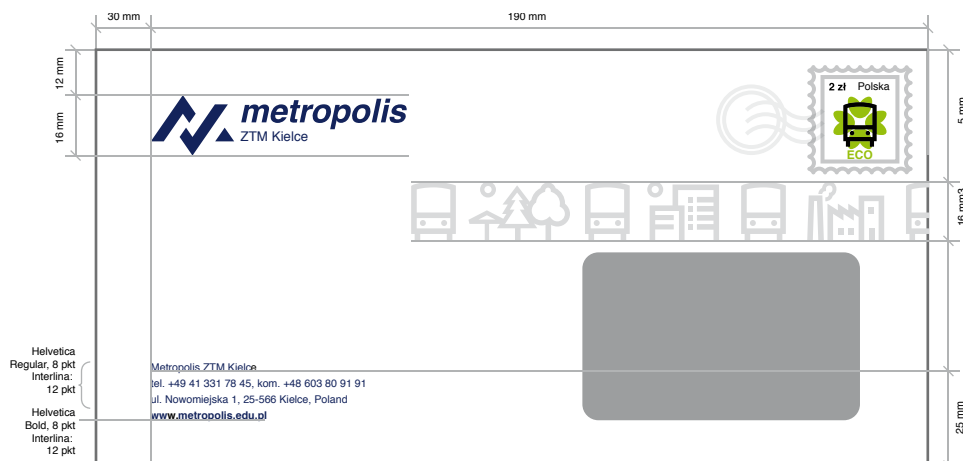 30 mm
190 mm
12 mm
16 mm
metropolis
ZTM Kielce
2 zł Polska
ECO
5 mm
16 mm3
25 mm
Helvetica
Regular, 8 pkt
Interlina:
12 pkt
Helvetica
Bold, 8 pkt
Interlina:
12 pkt
Metropolis ZTM Kielce
tel. +49 41 331 78 45, kom. +48 603 80 91 91
ul. Nowomiejska 1, 25-566 Kielce, Poland
www.metropolis.edu.pl